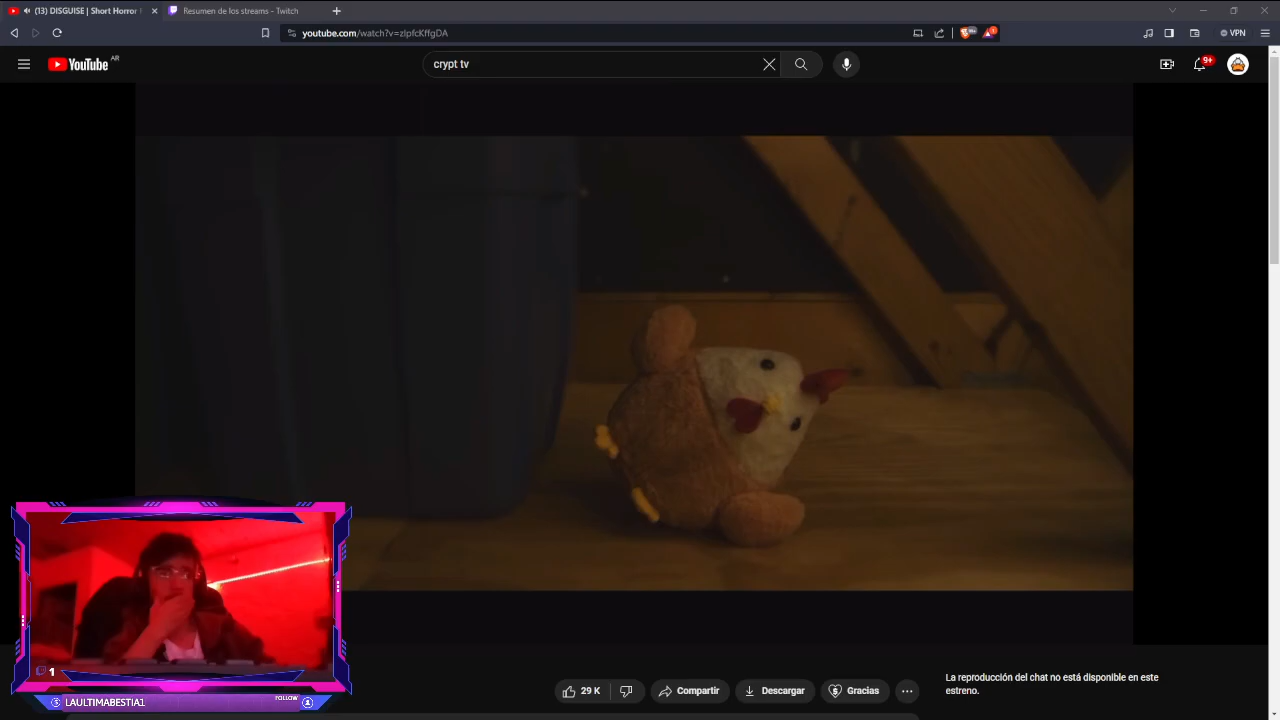 (13) DISGUISE | Short Horror
Resumen de los streams - Twitch
youtube.com/watch?v=zlpfcKffgDA
VPN
YouTube AR
crypt tv
9+
La reproducción del chat no está disponible en este
estreno.
29 K
Compartir
Descargar
Gracias
1
FOLLOW
LAULTIMABESTIA1